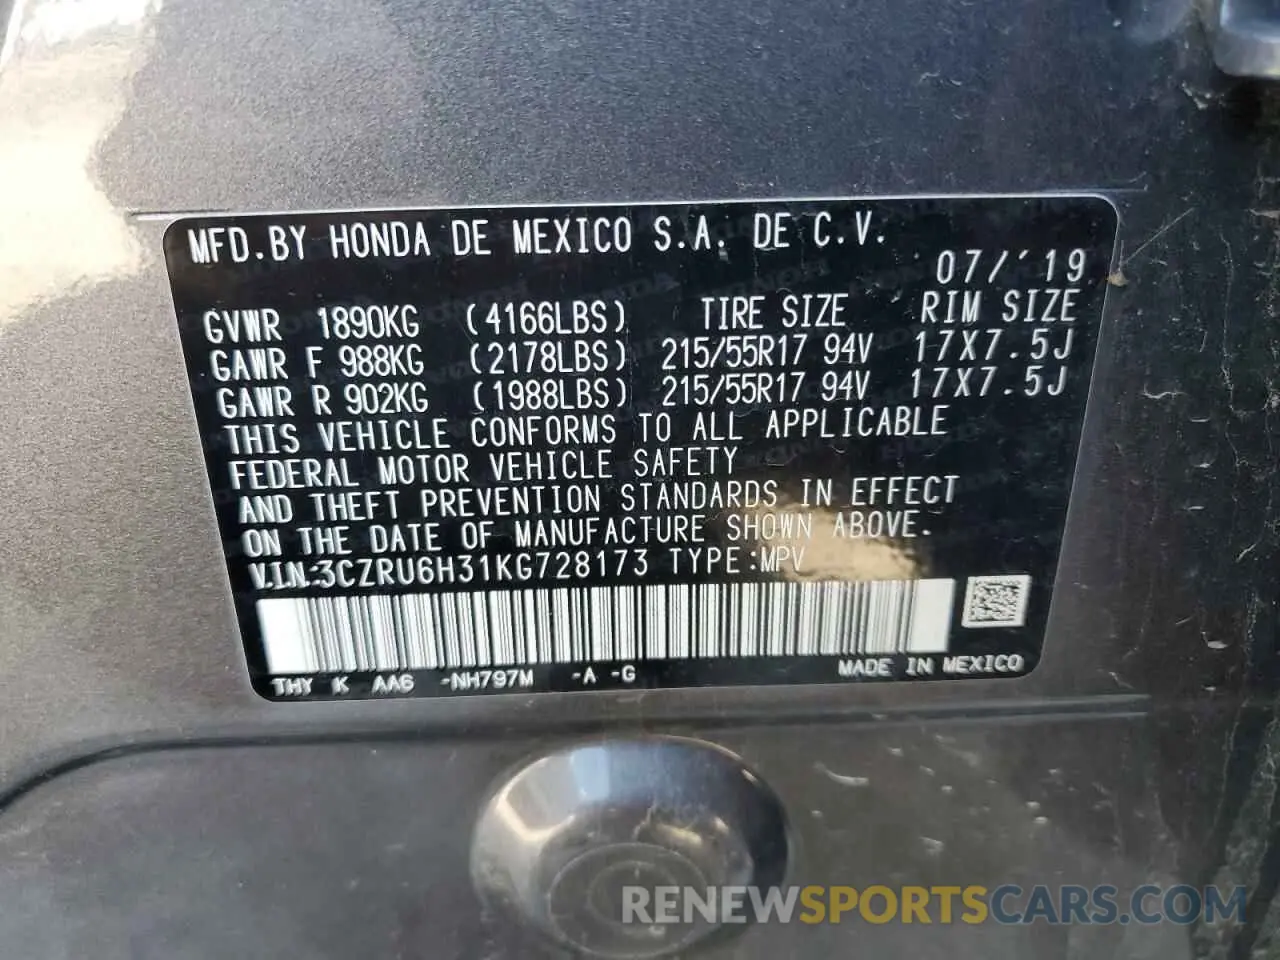 MFD.BY HONDA DE MEXICO S.A. DE C.V.
07/'19
GVWR 1890KG (4166LBS) TIRE SIZE RIM SIZE
GAWR F 988KG (2178LBS) 215/55R17 94V 17X7.5J
GAWR R 902KG (1988LBS) 215/55R17 94V 17X7.5J
THIS VEHICLE CONFORMS TO ALL APPLICABLE
FEDERAL MOTOR VEHICLE SAFETY
AND THEFT PREVENTION STANDARDS IN EFFECT
ON THE DATE OF MANUFACTURE SHOWN ABOVE.
V.I.N:3CZRU6H31KG728173 TYPE:MPV
THY K AA6 -NH797M -A -G MADE IN MEXICO
RENEWSPORTSCARS.COM